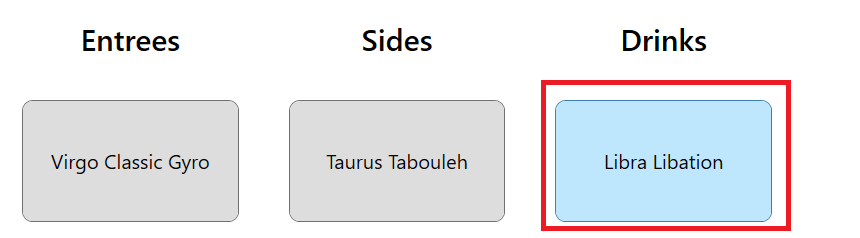 Entrees Sides Drinks
Virgo Classic Gyro Taurus Tabouleh Libra Libation